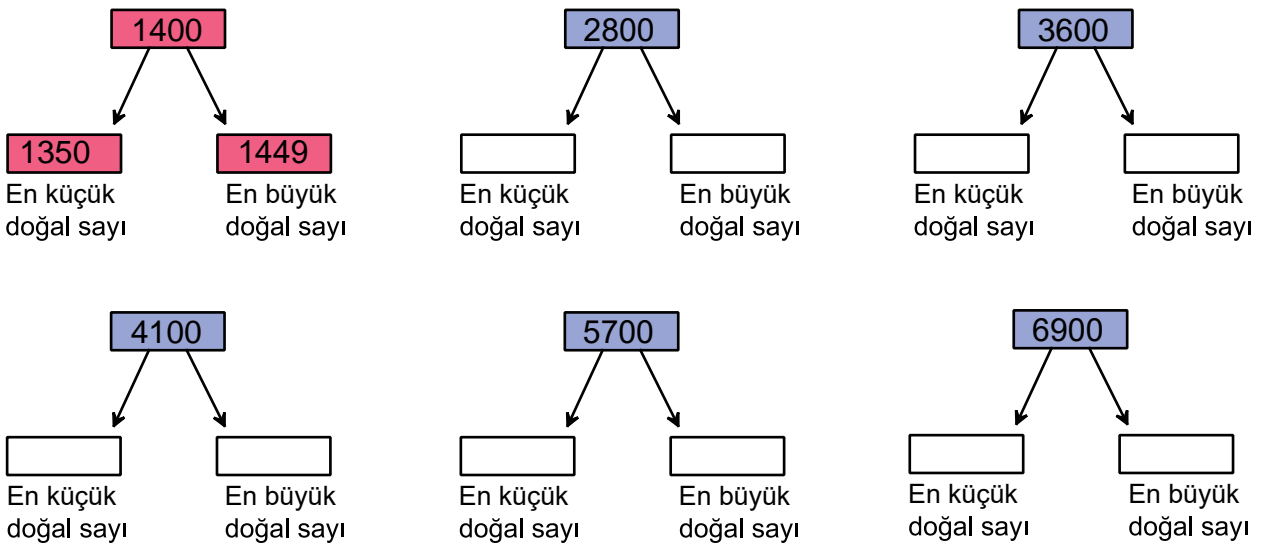 1400
2800
3600
1350
1449
En küçük
doğal sayı
En büyük
doğal sayı
En küçük
doğal sayı
En büyük
doğal sayı
En küçük
doğal sayı
En büyük
doğal sayı
4100
5700
6900
En küçük
doğal sayı
En büyük
doğal sayı
En küçük
doğal sayı
En büyük
doğal sayı
En küçük
doğal sayı
En büyük
doğal sayı